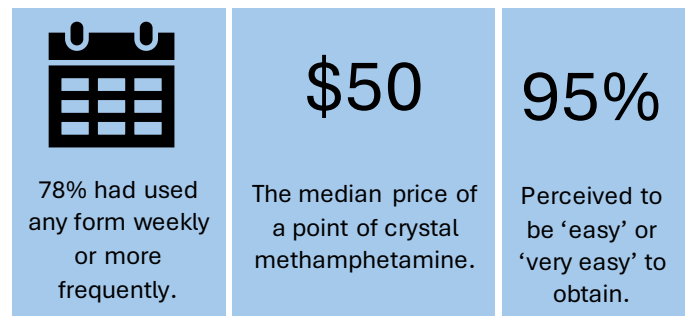 78% had used
any form weekly
or more
frequently.
$50
The median price of
a point of crystal
methamphetamine.
95%
Perceived to
be ‘easy’ or
‘very easy’ to
obtain.